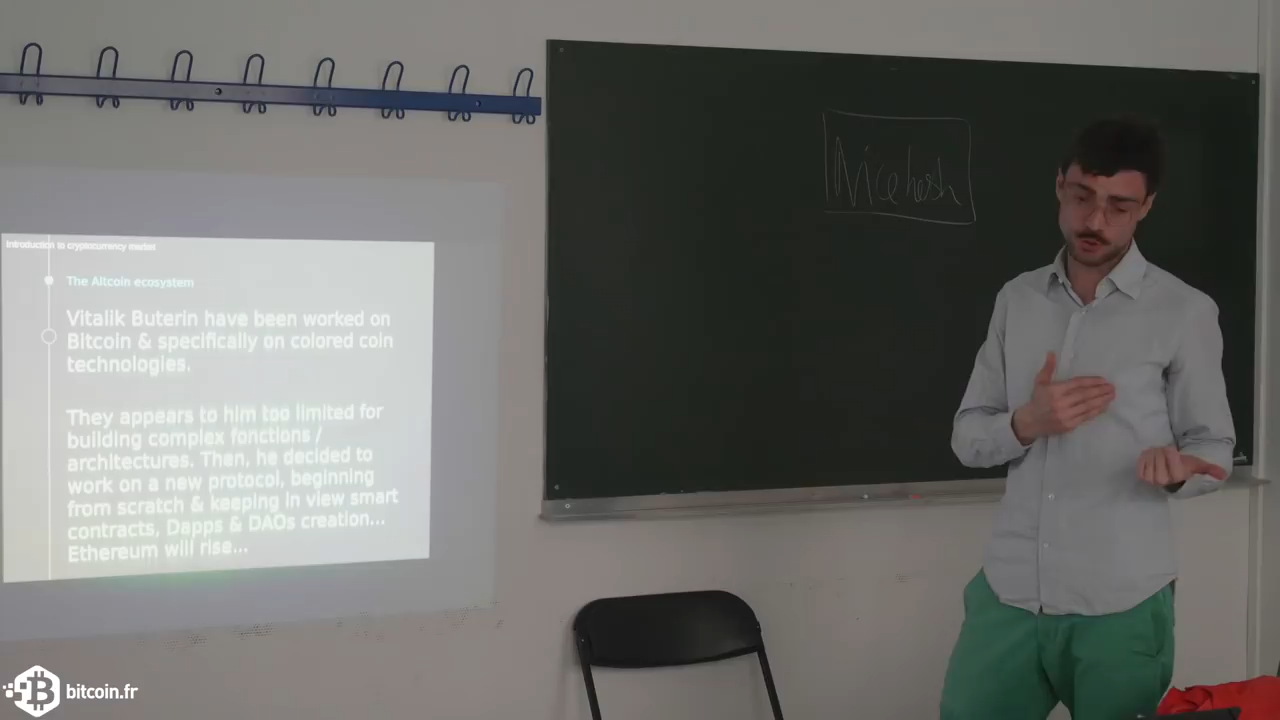 Introduction to cryptocurrency market
The Altcoin ecosystem
Vitalik Buterin have been worked on
Bitcoin & specifically on colored coin
technologies.
They appears to him too limited for
building complex fonctions /
architectures. Then, he decided to
work on a new protocol, beginning
from scratch & keeping in view smart
contracts, Dapps & DAOs creation...
Ethereum will rise...
Nicehash
bitcoin.fr